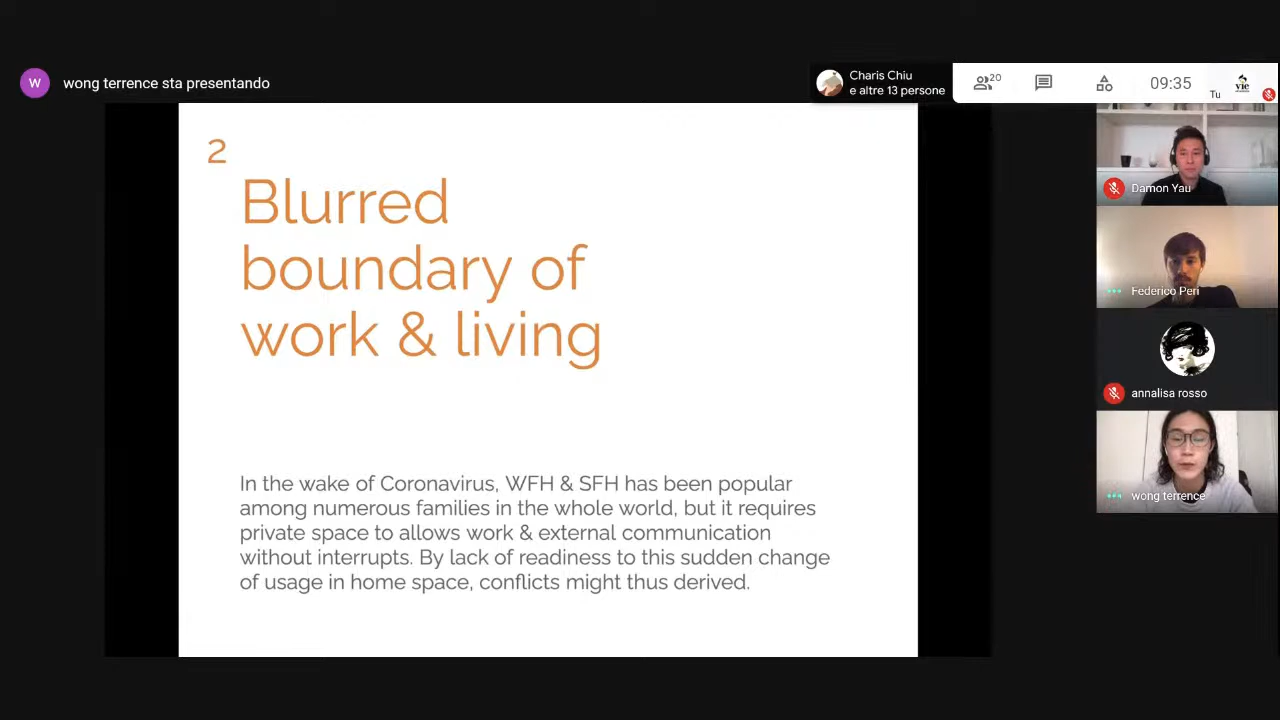 W
wong terrence sta presentando
Charis Chiu
e altre 13 persone
20
09:35
Tu
vie
2
Blurred
boundary of
work & living
In the wake of Coronavirus, WFH & SFH has been popular
among numerous families in the whole world, but it requires
private space to allows work & external communication
without interrupts. By lack of readiness to this sudden change
of usage in home space, conflicts might thus derived.
Damon Yau
Federico Peri
annalisa rosso
wong terrence